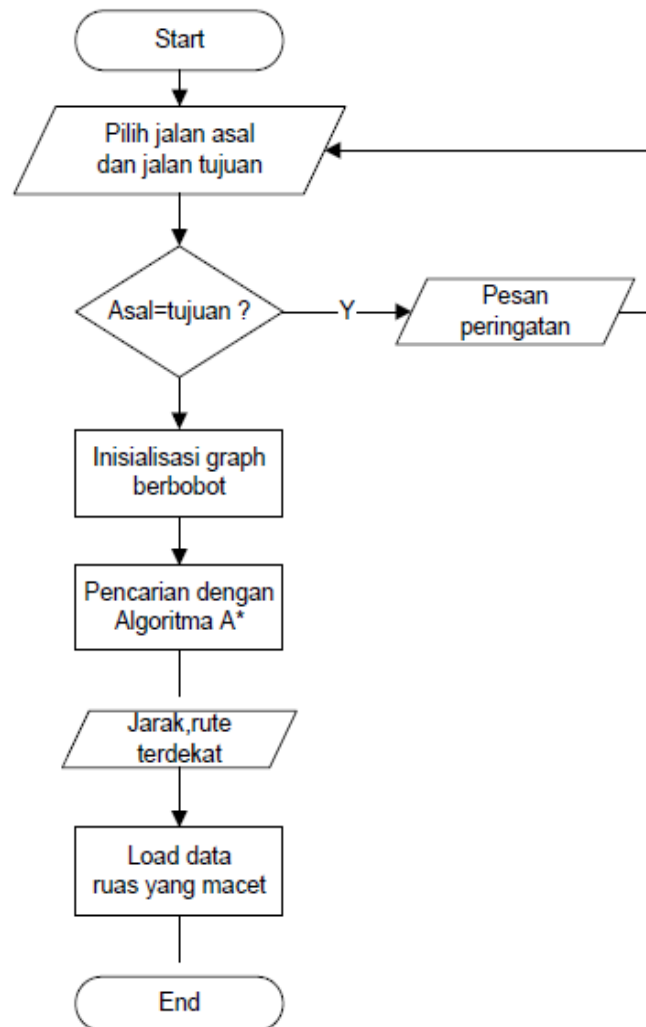 Start
Pilih jalan asal
dan jalan tujuan
Asal=tujuan ?
Y
Pesan
peringatan
Inisialisasi graph
berbobot
Pencarian dengan
Algoritma A*
Jarak,rute
terdekat
Load data
ruas yang macet
End